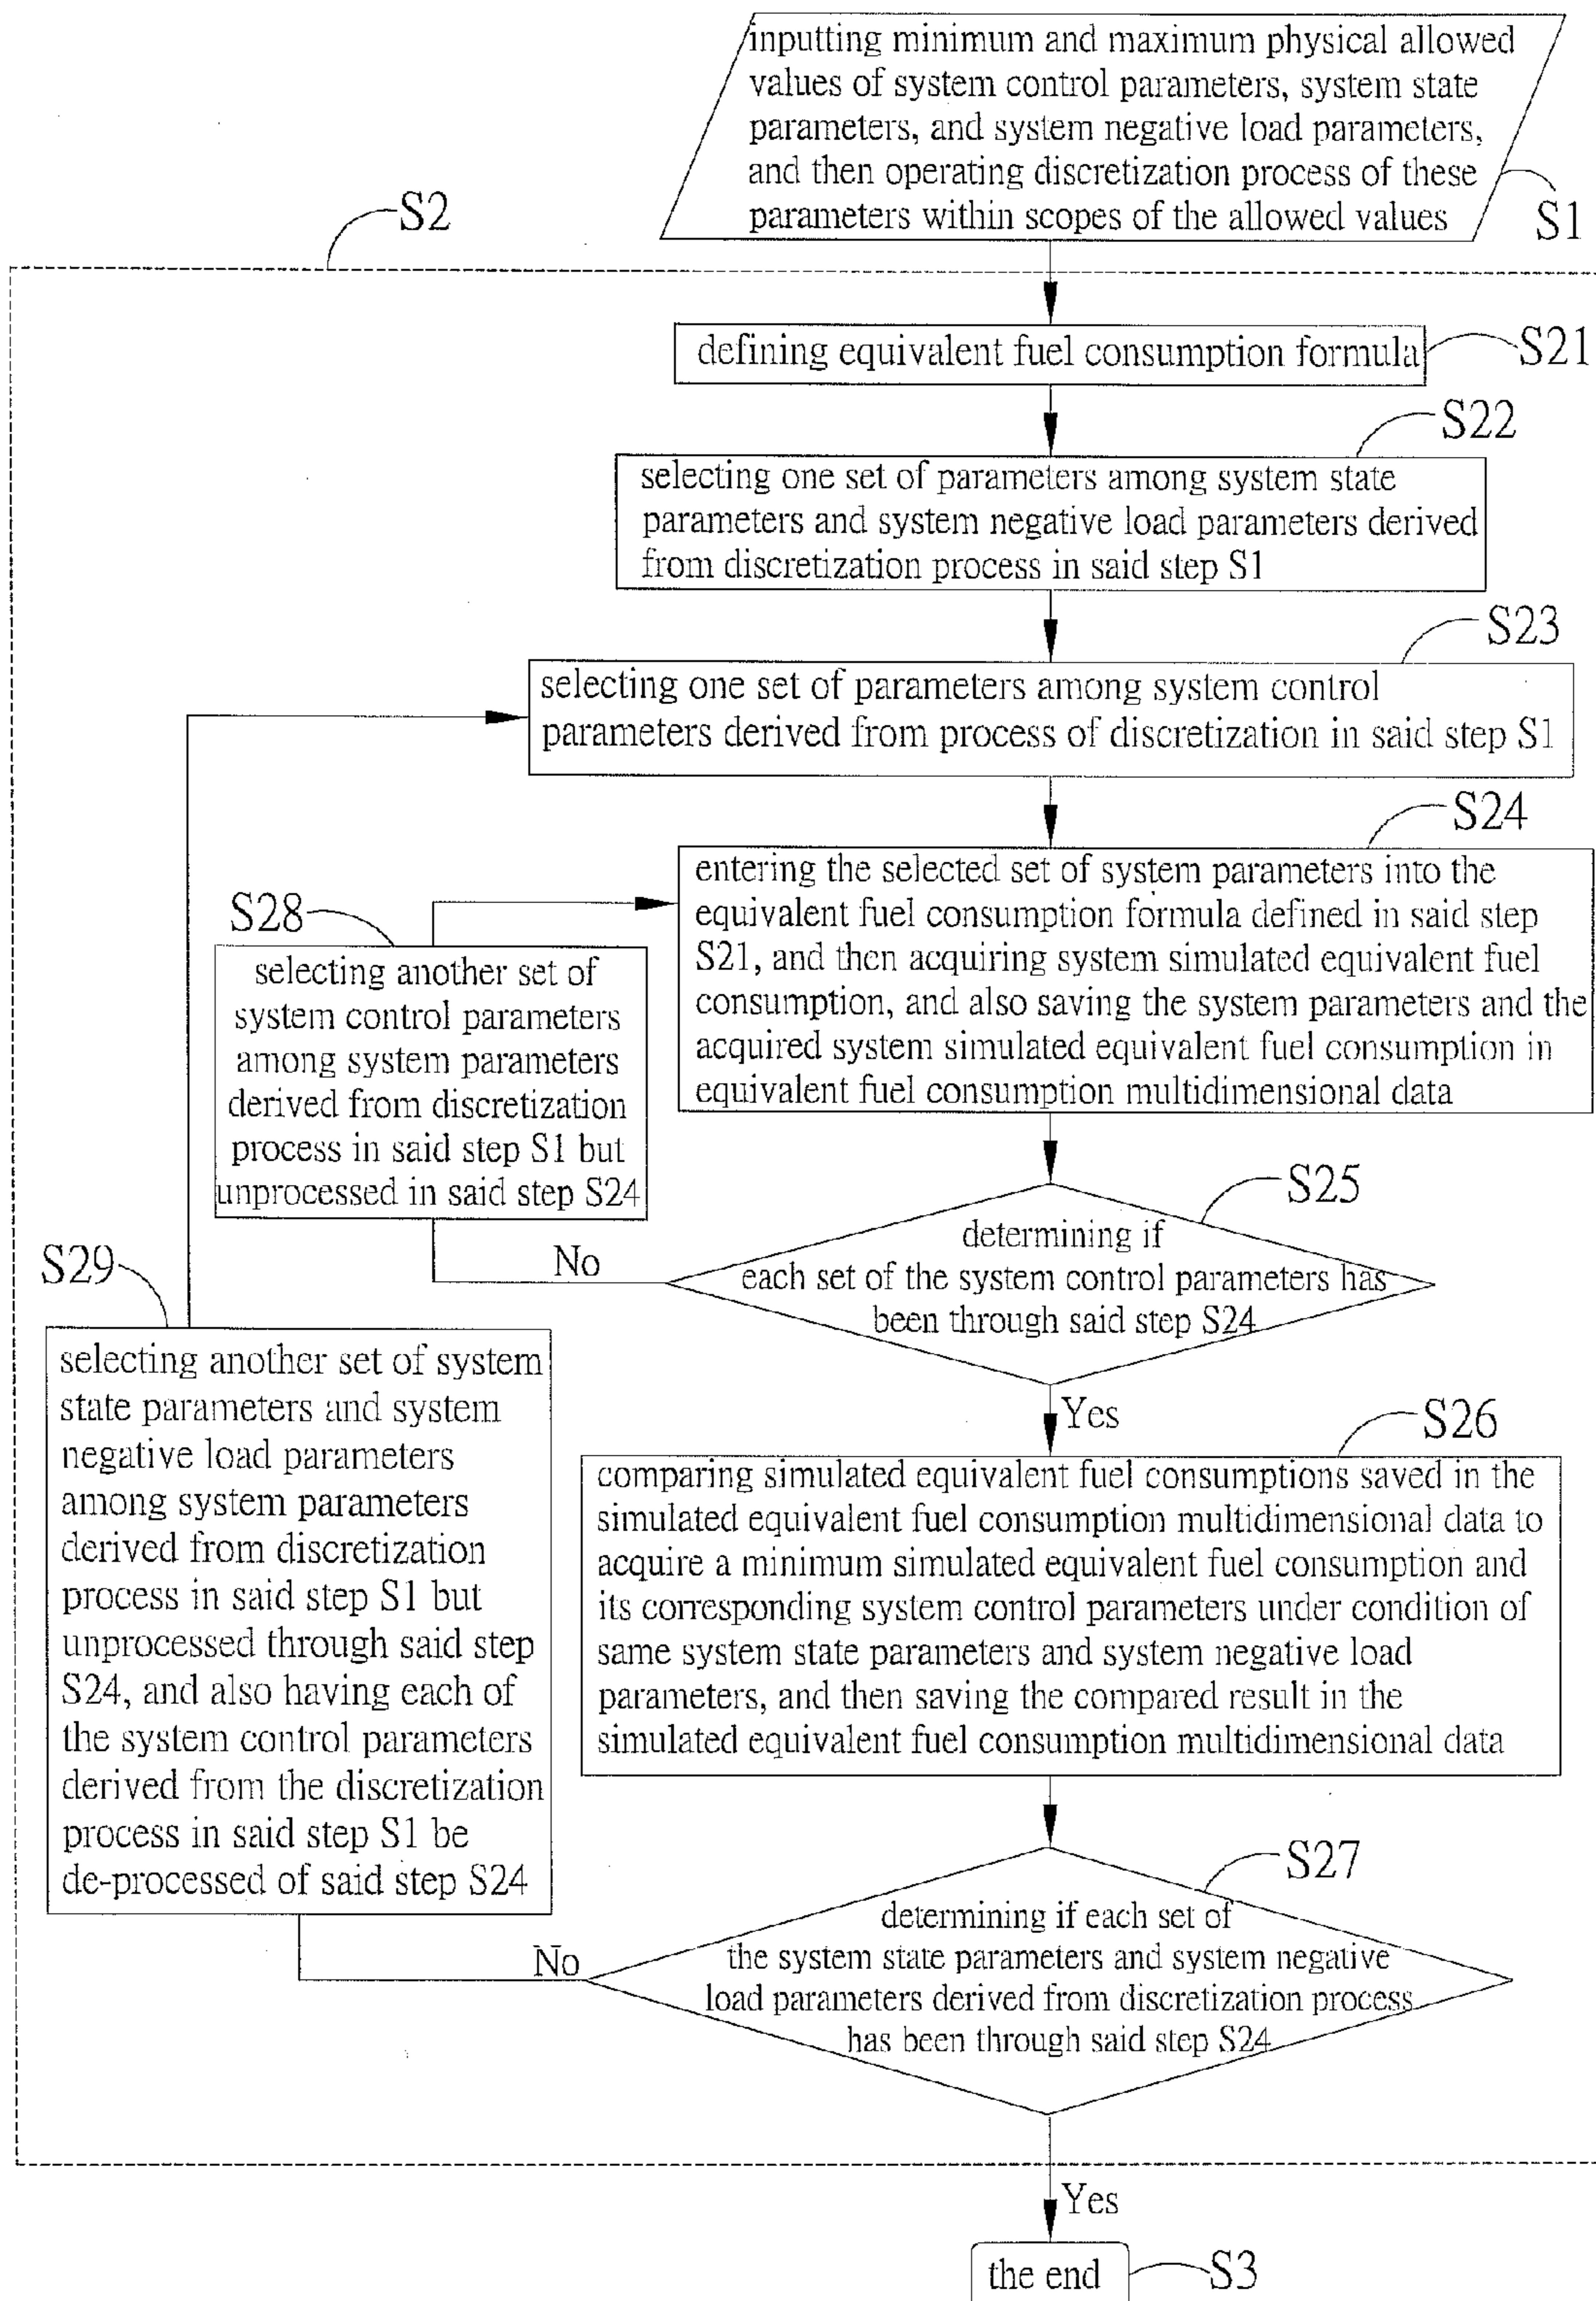 inputting minimum and maximum physical allowed
values of system control parameters, system state
parameters, and system negative load parameters,
and then operating discretization process of these
parameters within scopes of the allowed values
S1
S2
defining equivalent fuel consumption formula
S21
S22
selecting one set of parameters among system state
parameters and system negative load parameters derived
from discretization process in said step S1
S23
selecting one set of parameters among system control
parameters derived from process of discretization in said step S1
S24
entering the selected set of system parameters into the
equivalent fuel consumption formula defined in said step
S21, and then acquiring system simulated equivalent fuel
consumption, and also saving the system parameters and the
acquired system simulated equivalent fuel consumption in
equivalent fuel consumption multidimensional data
S28
selecting another set of
system control parameters
among system parameters
derived from discretization
process in said step S1 but
unprocessed in said step S24
S25
determining if
each set of the system control parameters has
been through said step S24
No
Yes
S29
selecting another set of system
state parameters and system
negative load parameters
among system parameters
derived from discretization
process in said step S1 but
unprocessed through said step
S24, and also having each of
the system control parameters
derived from the discretization
process in said step S1 be
de-processed of said step S24
S26
comparing simulated equivalent fuel consumptions saved in the
simulated equivalent fuel consumption multidimensional data to
acquire a minimum simulated equivalent fuel consumption and
its corresponding system control parameters under condition of
same system state parameters and system negative load
parameters, and then saving the compared result in the
simulated equivalent fuel consumption multidimensional data
S27
determining if each set of
the system state parameters and system negative
load parameters derived from discretization process
has been through said step S24
No
Yes
the end
S3